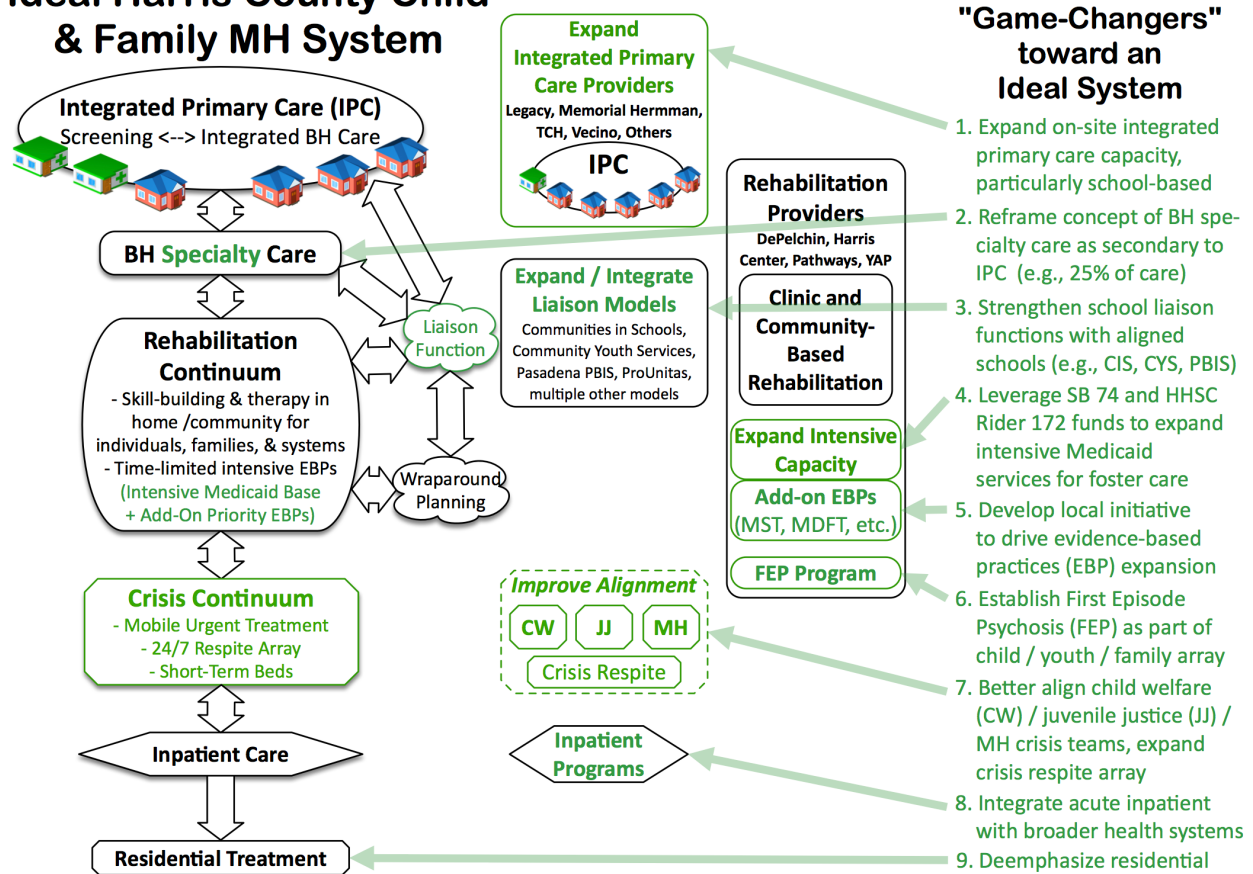 Ideal Harris County Child
& Family MH System
Integrated Primary Care (IPC)
Screening <--> Integrated BH Care
BH Specialty Care
Rehabilitation
Continuum
- Skill-building & therapy in
home /community for
individuals, families, & systems
- Time-limited intensive EBPs
(Intensive Medicaid Base
+ Add-On Priority EBPs)
Liaison
Function
Wraparound
Planning
Crisis Continuum
- Mobile Urgent Treatment
- 24/7 Respite Array
- Short-Term Beds
Inpatient Care
Residential Treatment
Expand
Integrated Primary
Care Providers
Legacy, Memorial Hermman,
TCH, Vecino, Others
IPC
Expand / Integrate
Liaison Models
Communities in Schools,
Community Youth Services,
Pasadena PBIS, ProUnitas,
multiple other models
Improve Alignment
CW
JJ
MH
Crisis Respite
Inpatient
Programs
Rehabilitation
Providers
DePelchin, Harris
Center, Pathways, YAP
Clinic and
Community-
Based
Rehabilitation
Expand Intensive
Capacity
Add-on EBPs
(MST, MDFT, etc.)
FEP Program
"Game-Changers"
toward an
Ideal System
1. Expand on-site integrated
primary care capacity,
particularly school-based
2. Reframe concept of BH spe-
cialty care as secondary to
IPC (e.g., 25% of care)
3. Strengthen school liaison
functions with aligned
schools (e.g., CIS, CYS, PBIS)
4. Leverage SB 74 and HHSC
Rider 172 funds to expand
intensive Medicaid
services for foster care
5. Develop local initiative
to drive evidence-based
practices (EBP) expansion
6. Establish First Episode
Psychosis (FEP) as part of
child / youth / family array
7. Better align child welfare
(CW) / juvenile justice (JJ) /
MH crisis teams, expand
crisis respite array
8. Integrate acute inpatient
with broader health systems
9. Deemphasize residential